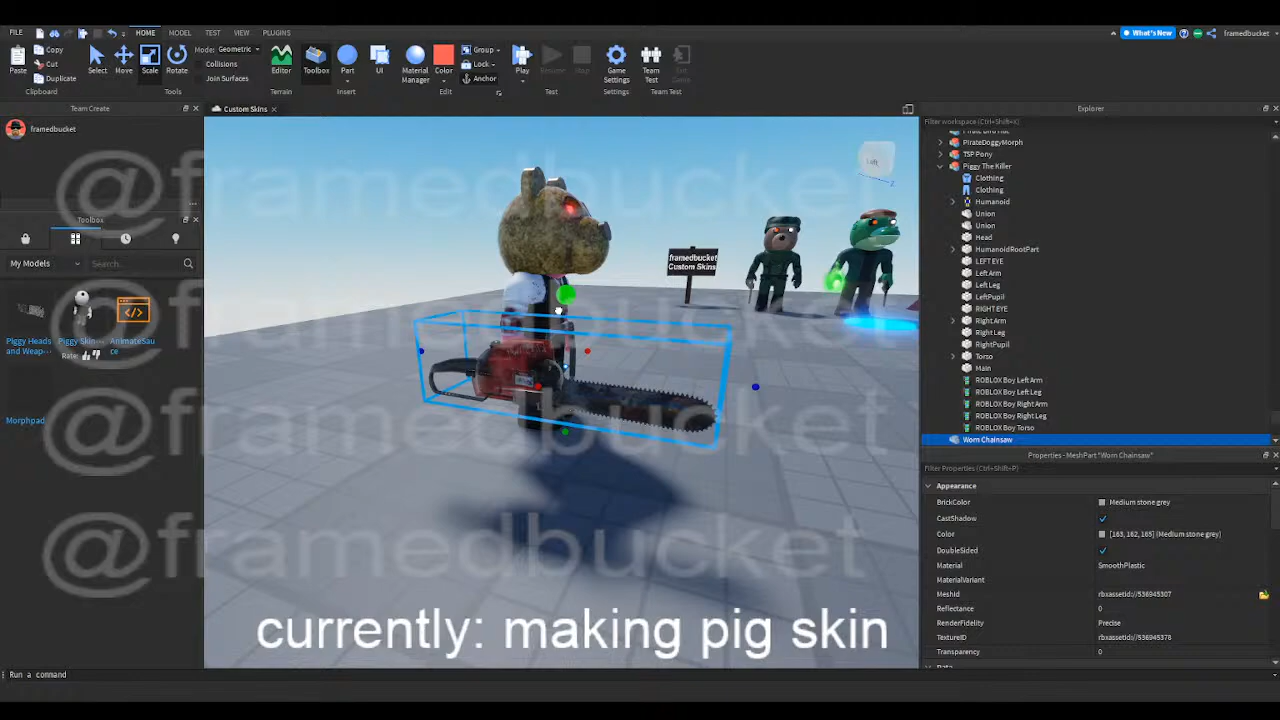 FILE HOME MODEL TEST VIEW PLUGINS What's New framedbucket
Paste Copy Cut Duplicate Clipboard
Select Move Scale Rotate Mode: Geometric Collisions Join Surfaces Tools
Editor Terrain Toolbox Part UI Insert
Material Manager Color Group Lock Anchor Edit
Play Test Game Settings Settings Team Test Team Test
Team Create
framedbucket
Toolbox
My Models Search...
Piggy Heads and Weap...
Piggy Skin...
Rate:
AnimateSauce
Morphpad
Custom Skins
Left
Z
framedbucket
Custom Skins
@framedbucket
@framedbucket
@framedbucket
@framedbucket
currently: making pig skin
Explorer
Filter workspace (Ctrl+Shift+X)
PirateDoggyMorph
TSP Pony
Piggy The Killer
Clothing
Clothing
Humanoid
Union
Union
Head
HumanoidRootPart
LEFT EYE
Left Arm
Left Leg
LeftPupil
RIGHT EYE
Right Arm
Right Leg
RightPupil
Torso
Main
ROBLOX Boy Left Arm
ROBLOX Boy Left Leg
ROBLOX Boy Right Arm
ROBLOX Boy Right Leg
ROBLOX Boy Torso
Worn Chainsaw
Properties - MeshPart "Worn Chainsaw"
Filter Properties (Ctrl+Shift+P)
Appearance
BrickColor Medium stone grey
CastShadow
Color [163, 162, 165] (Medium stone grey)
DoubleSided
Material SmoothPlastic
MaterialVariant
MeshId rbxassetid://536945307
Reflectance 0
RenderFidelity Precise
TextureID rbxassetid://536945378
Transparency 0
Run a command